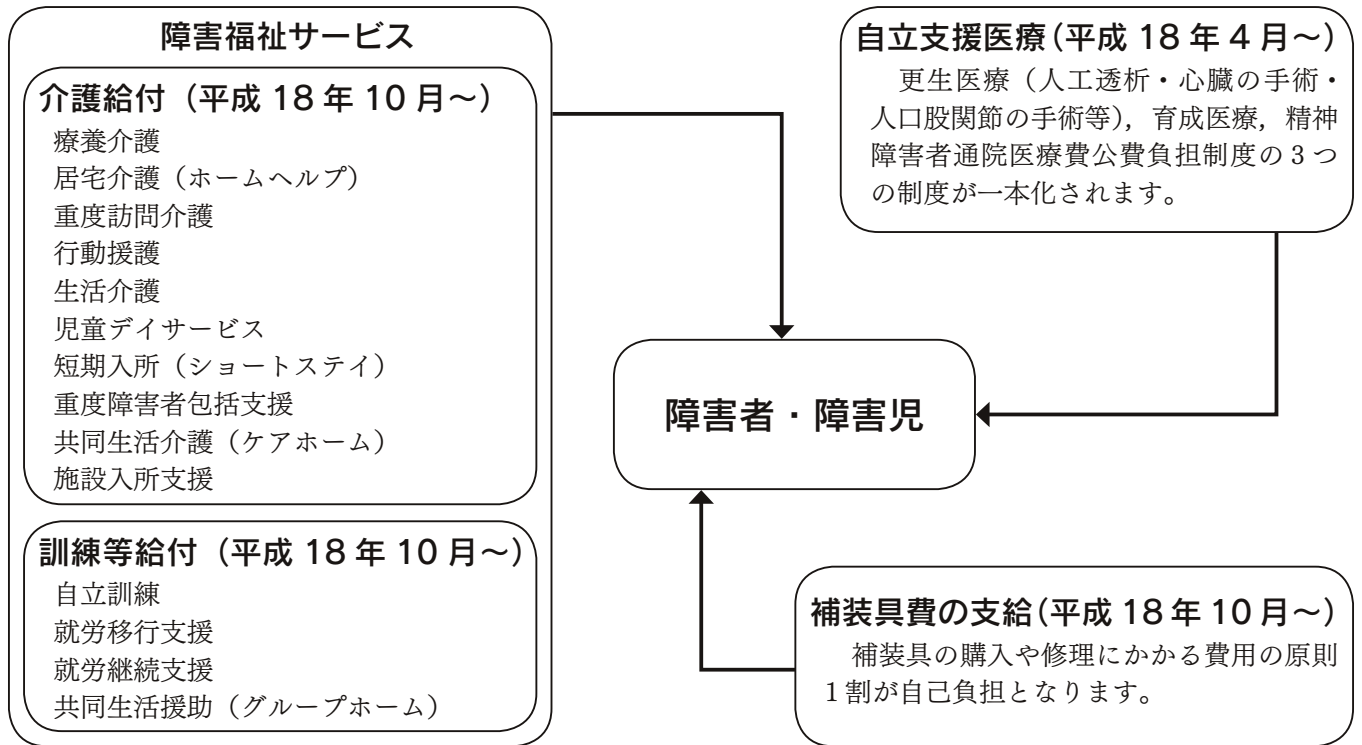 障害福祉サービス
介護給付（平成 18 年 10 月～）
療養介護
居宅介護（ホームヘルプ）
重度訪問介護
行動援護
生活介護
児童デイサービス
短期入所（ショートステイ）
重度障害者包括支援
共同生活介護（ケアホーム）
施設入所支援
訓練等給付（平成 18 年 10 月～）
自立訓練
就労移行支援
就労継続支援
共同生活援助（グループホーム）
自立支援医療（平成 18 年 4 月～）
更生医療（人工透析・心臓の手術・
人口股関節の手術等），育成医療，精神
障害者通院医療費公費負担制度の 3 つ
の制度が一本化されます。
障害者・障害児
補装具費の支給（平成 18 年 10 月～）
補装具の購入や修理にかかる費用の原則
1 割が自己負担となります。